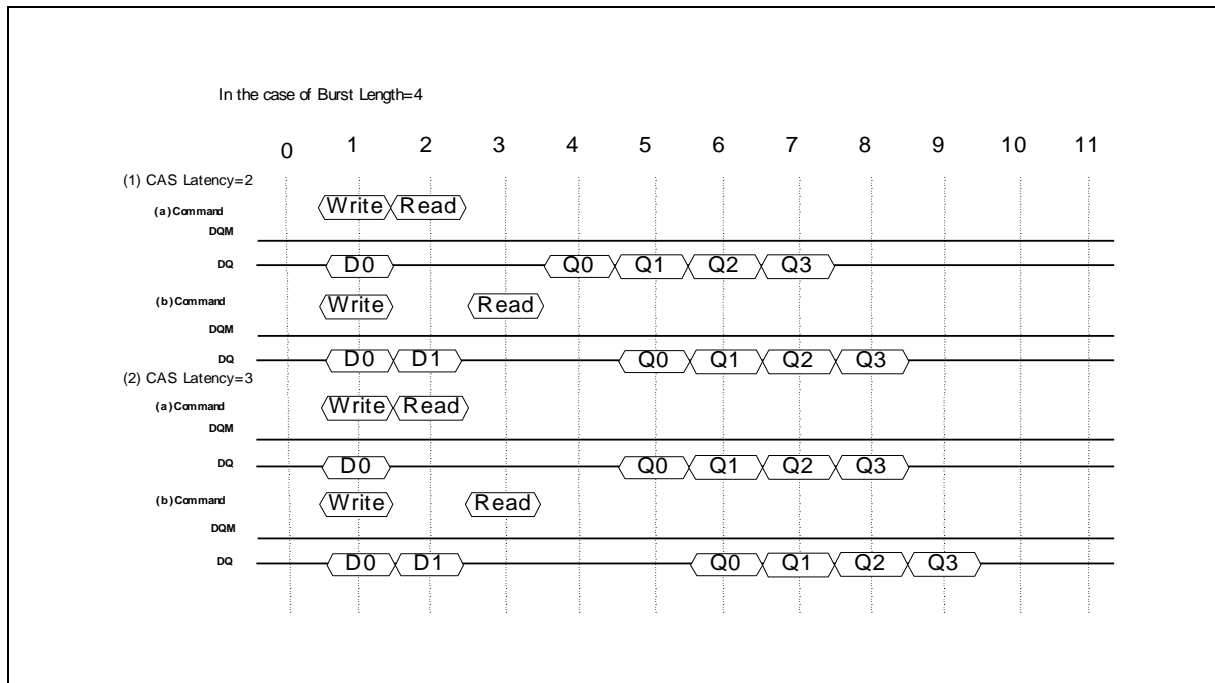 In the case of Burst Length=4
0 1 2 3 4 5 6 7 8 9 10 11
(1) CAS Latency=2
(a)Command Write Read
DQM
DQ D0 Q0 Q1 Q2 Q3
(b)Command Write Read
DQM
DQ D0 D1 Q0 Q1 Q2 Q3
(2) CAS Latency=3
(a)Command Write Read
DQM
DQ D0 Q0 Q1 Q2 Q3
(b)Command Write Read
DQM
DQ D0 D1 Q0 Q1 Q2 Q3